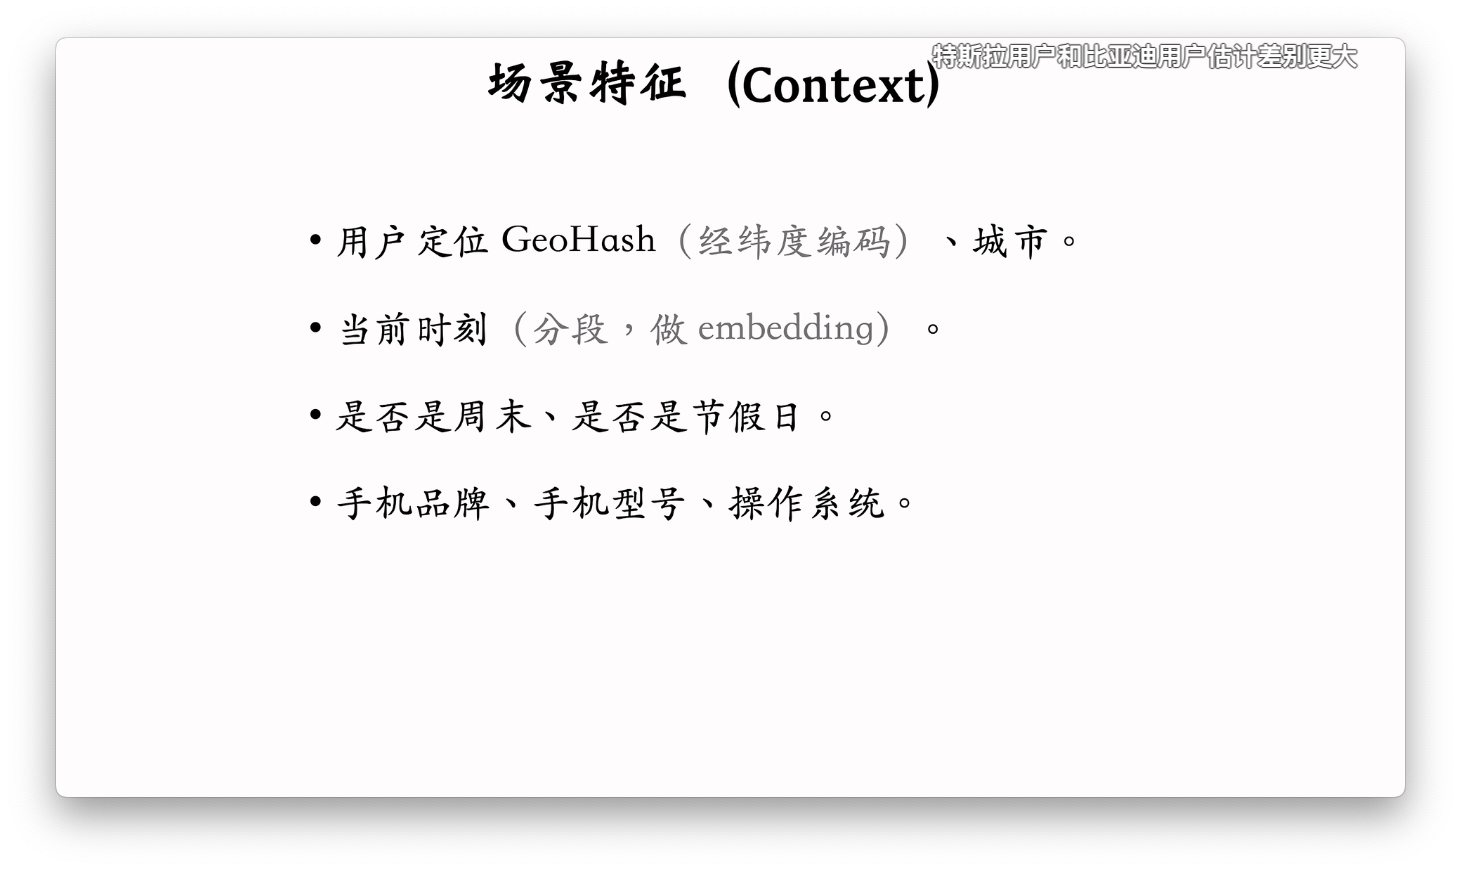 特斯拉用户和比亚迪用户估计差别更大
场景特征 (Context)
• 用户定位 GeoHash（经纬度编码）、城市。
• 当前时刻（分段，做 embedding）。
• 是否是周末、是否是节假日。
• 手机品牌、手机型号、操作系统。